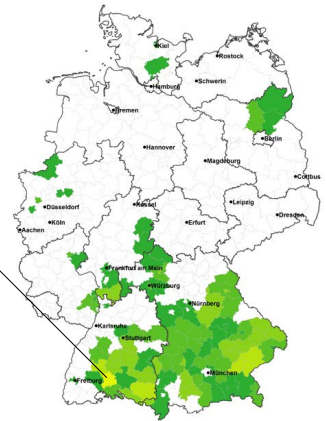 Kiel
Rostock
Schwerin
Hamburg
Bremen
Berlin
Hannover
Magdeburg
Cottbus
Düsseldorf
Kassel
Leipzig
Köln
Erfurt
Dresden
Aachen
Frankfurt am Main
Würzburg
Nürnberg
Karlsruhe
Stuttgart
München
Freiburg